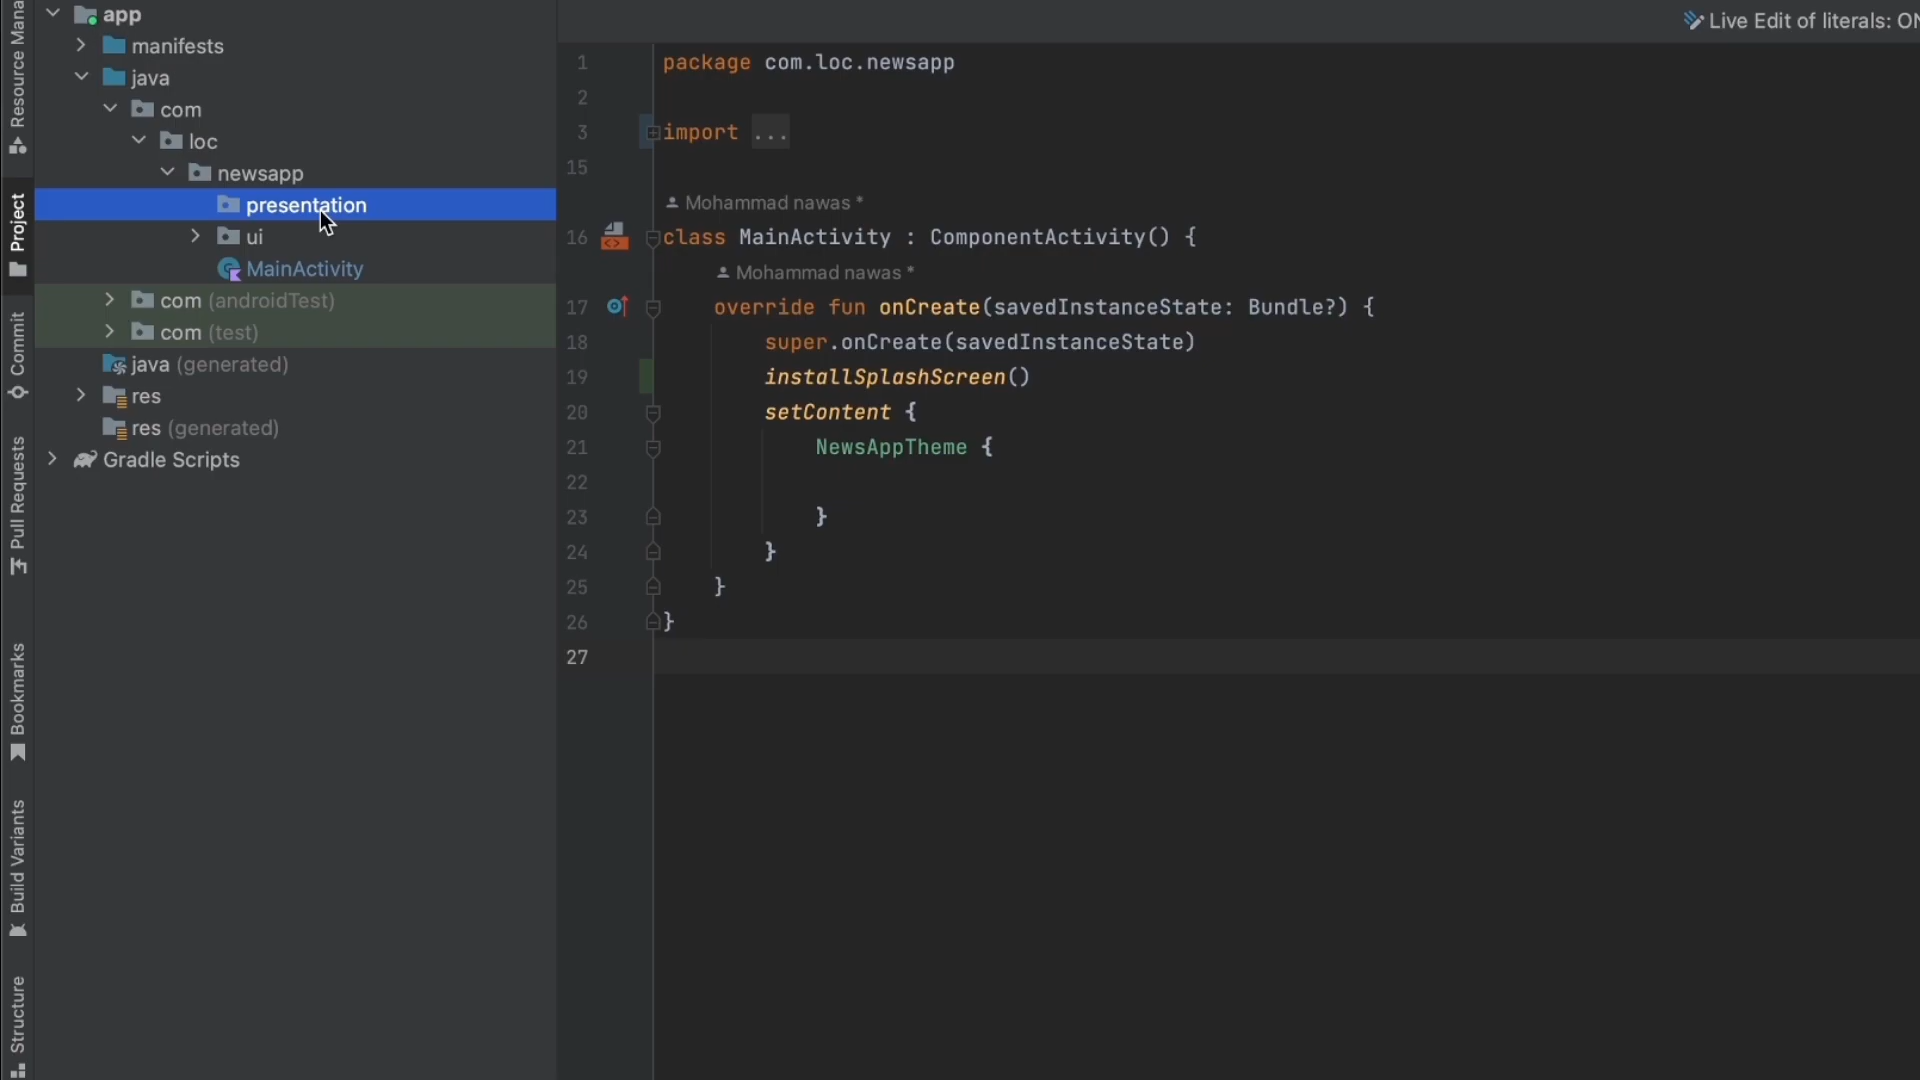 Resource Mana
Project
Commit
Pull Requests
Bookmarks
Build Variants
Structure
app
manifests
java
com
loc
newsapp
presentation
ui
MainActivity
com (androidTest)
com (test)
java (generated)
res
res (generated)
Gradle Scripts
Live Edit of literals: ON
1 package com.loc.newsapp
2
3 import ...
15
Mohammad nawas *
16 class MainActivity : ComponentActivity() {
Mohammad nawas *
17 override fun onCreate(savedInstanceState: Bundle?) {
18 super.onCreate(savedInstanceState)
19 installSplashScreen()
20 setContent {
21 NewsAppTheme {
22
23 }
24 }
25 }
26 }
27